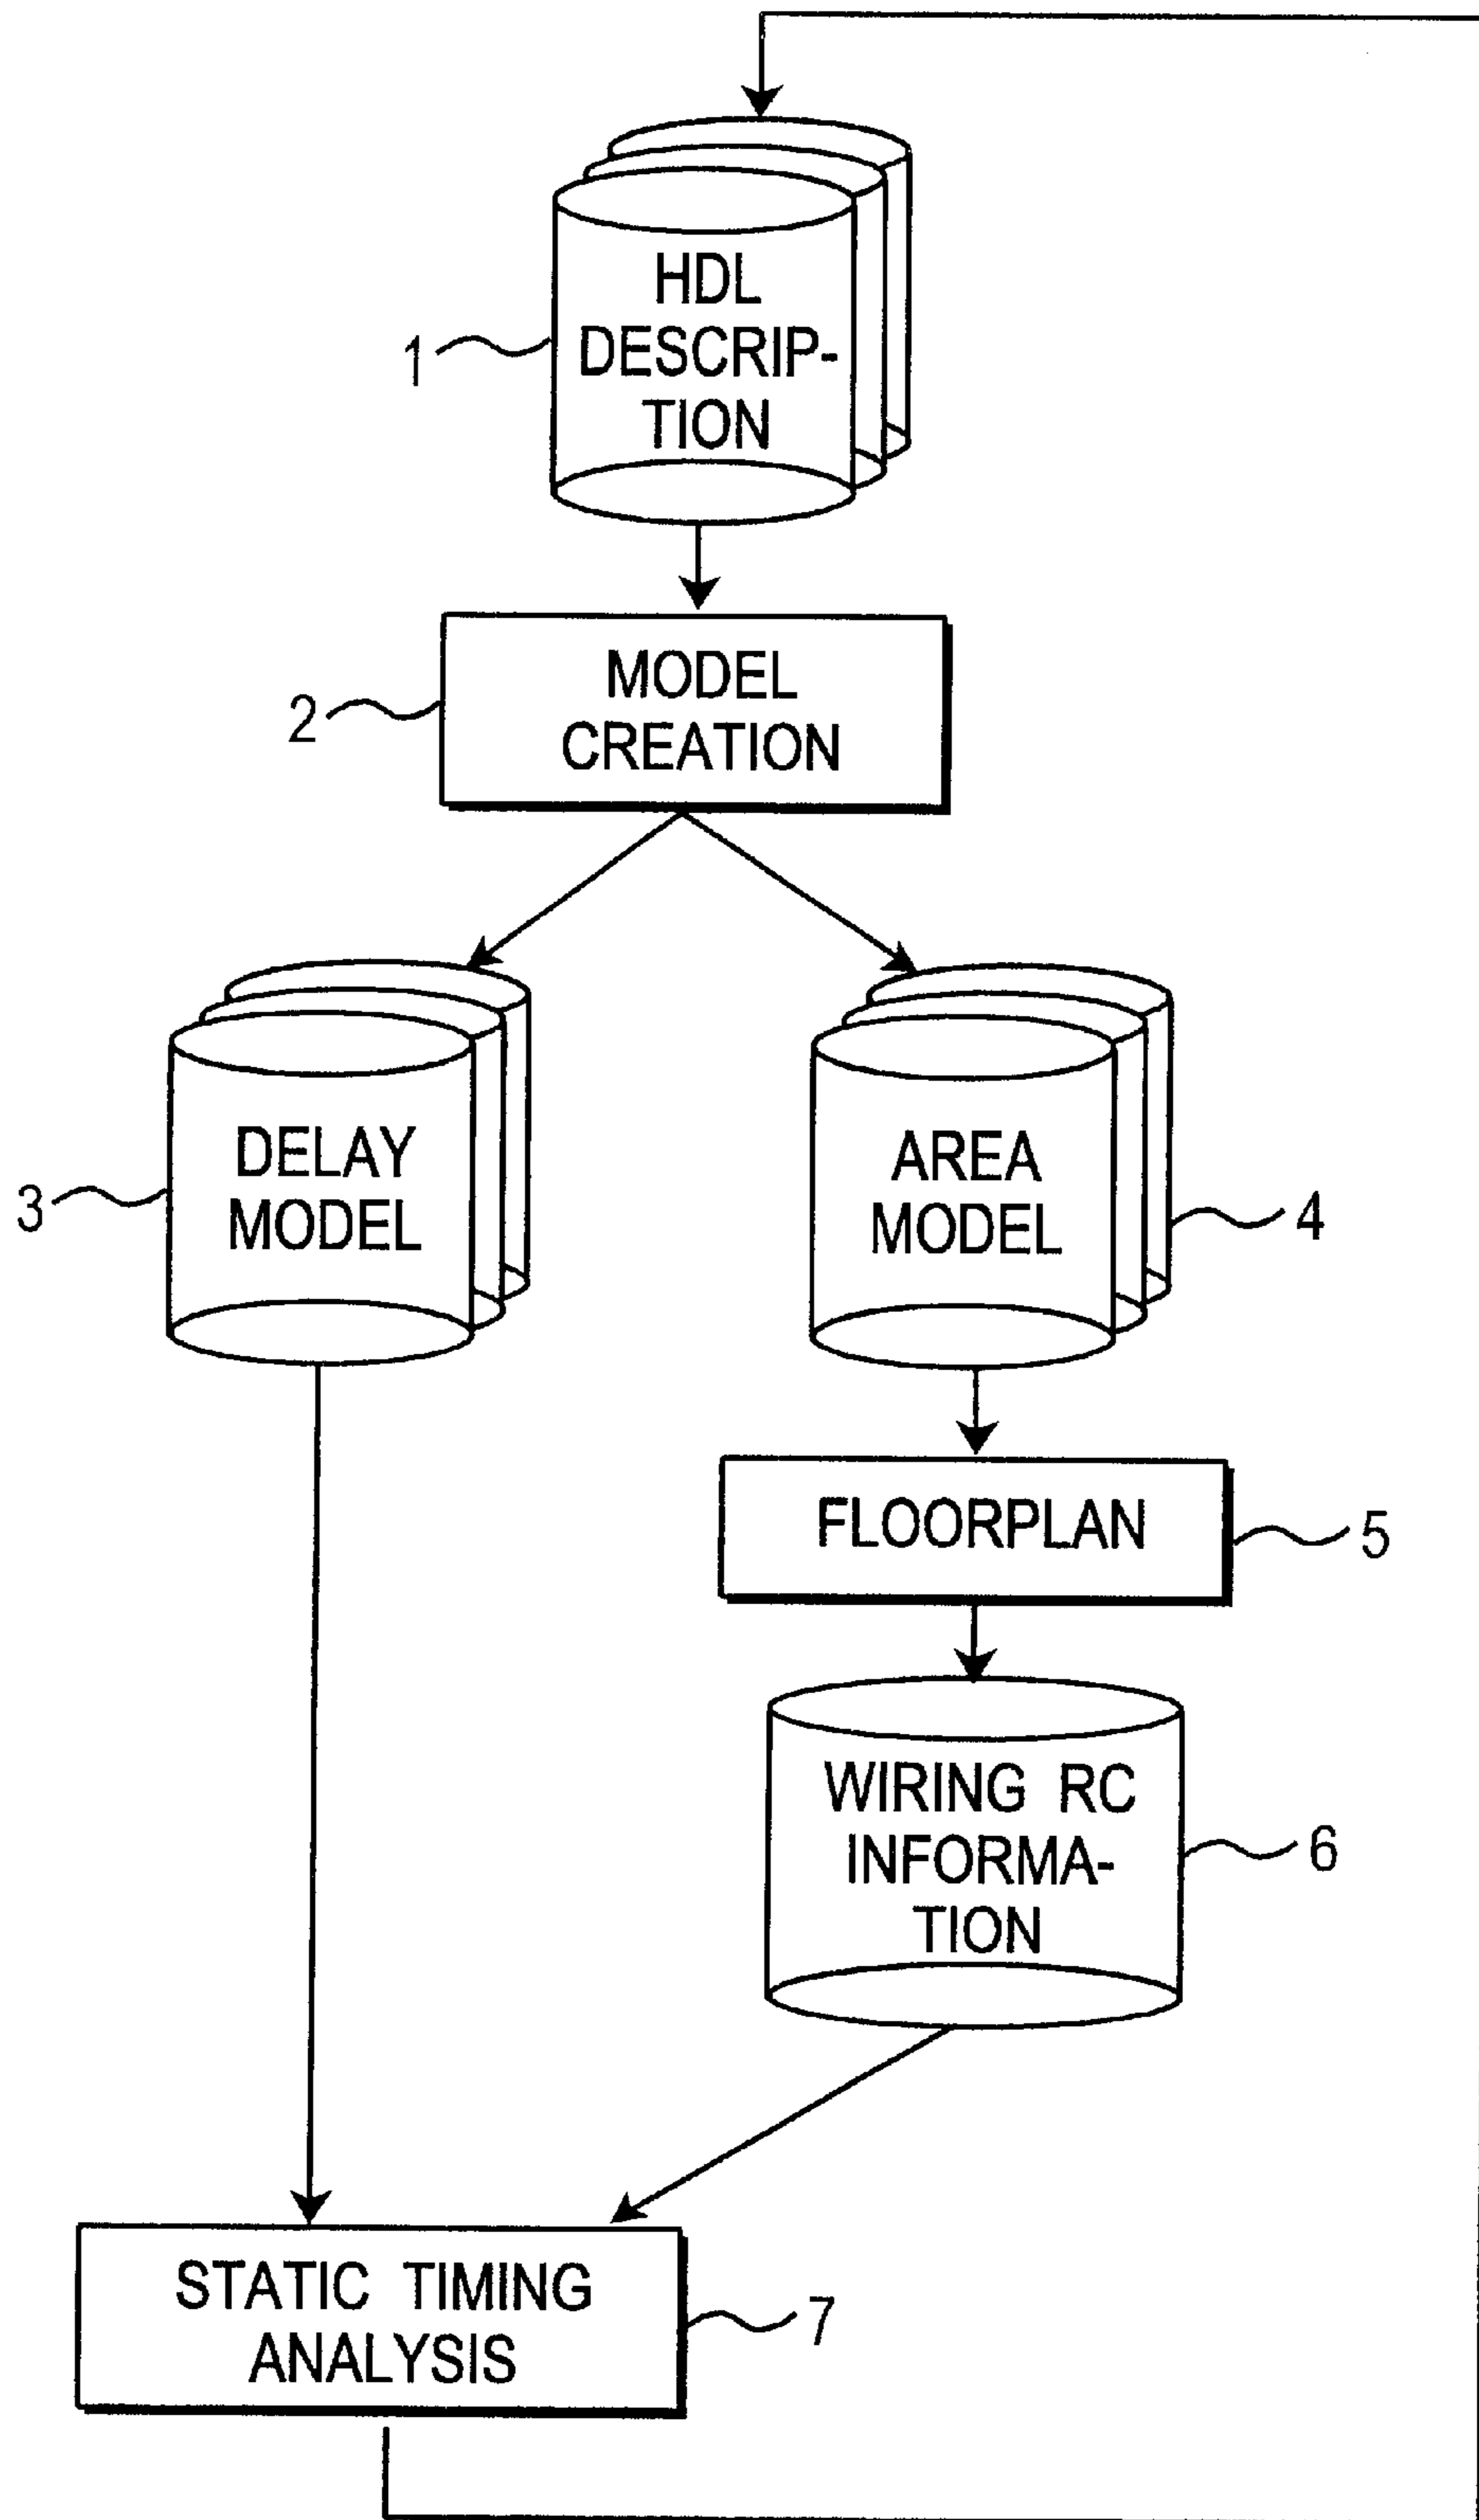 HDL
DESCRIP-
TION
1
MODEL
CREATION
2
DELAY
MODEL
3
AREA
MODEL
4
FLOORPLAN
5
WIRING RC
INFORMA-
TION
6
STATIC TIMING
ANALYSIS
7